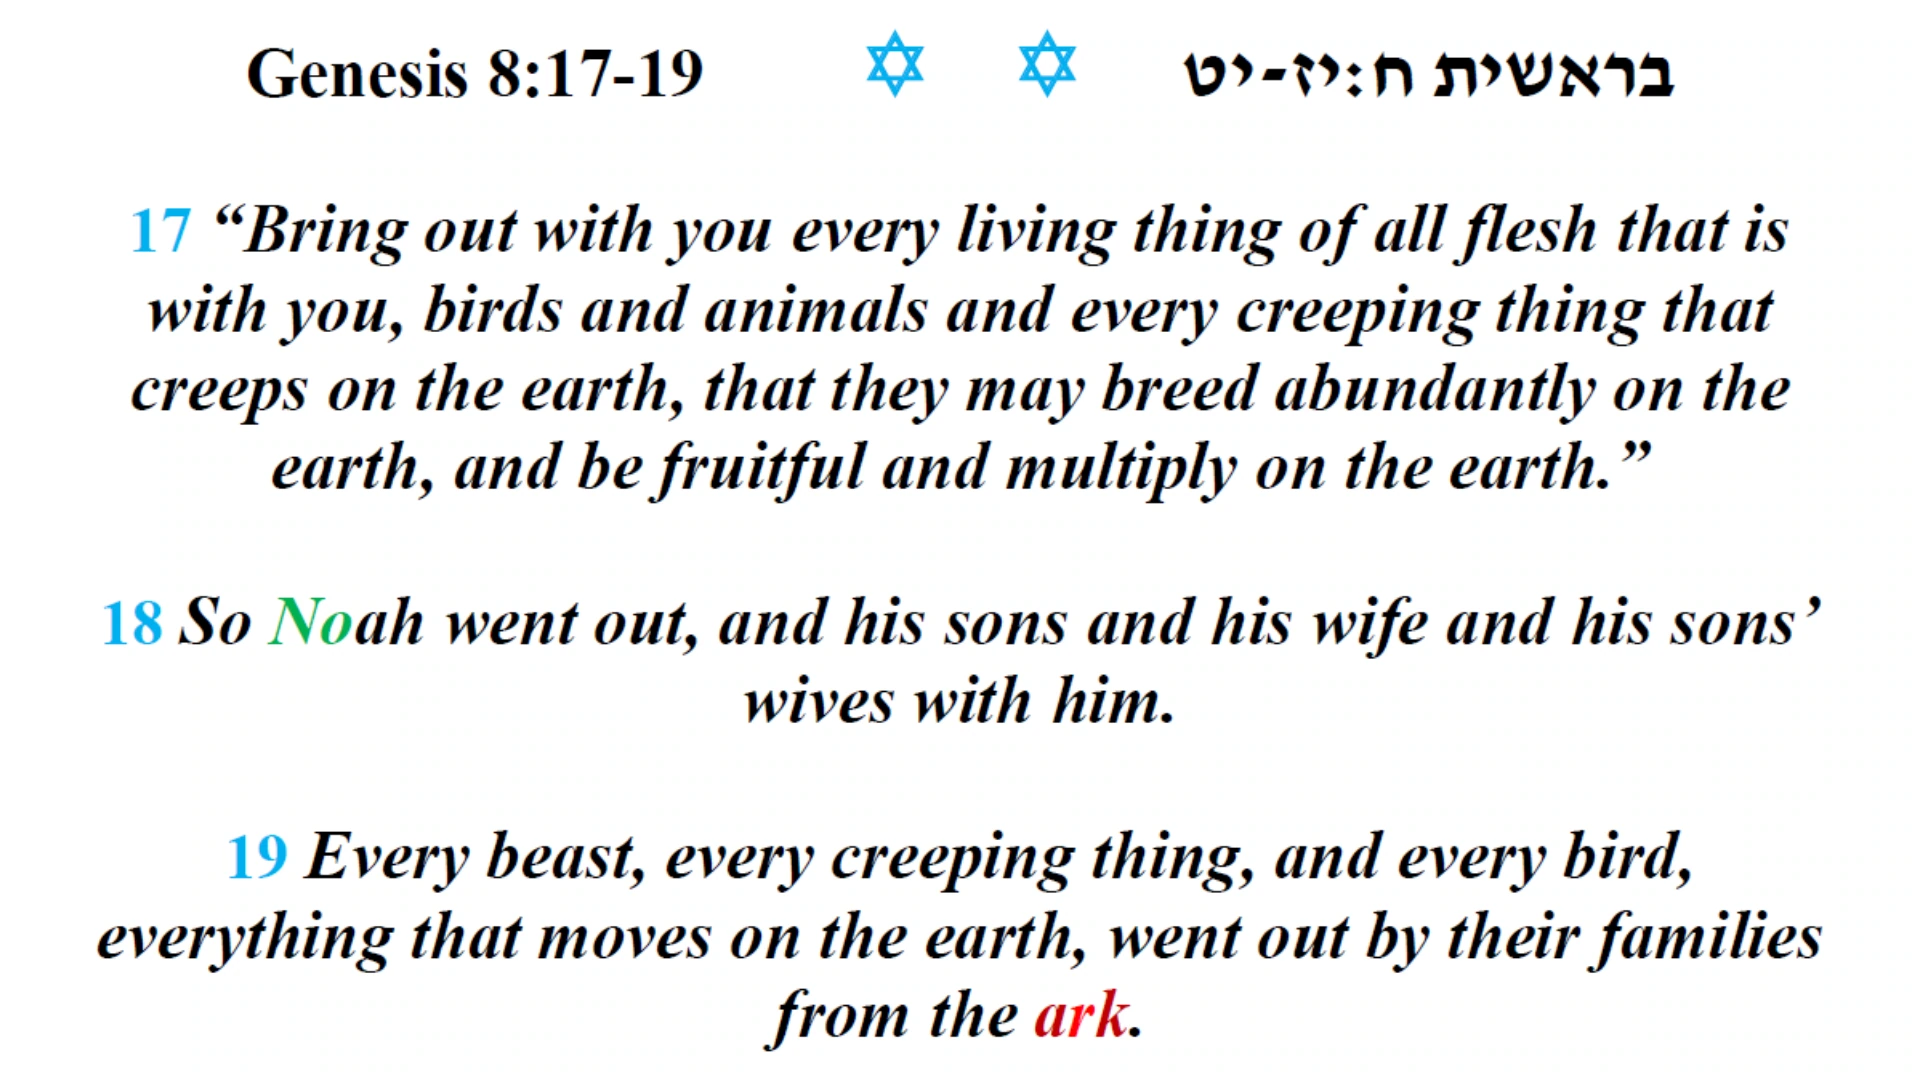 Genesis 8:17-19 ✡ ✡ בראשית ח:יז-יט
17 “Bring out with you every living thing of all flesh that is
with you, birds and animals and every creeping thing that
creeps on the earth, that they may breed abundantly on the
earth, and be fruitful and multiply on the earth.”
18 So Noah went out, and his sons and his wife and his sons’
wives with him.
19 Every beast, every creeping thing, and every bird,
everything that moves on the earth, went out by their families
from the ark.